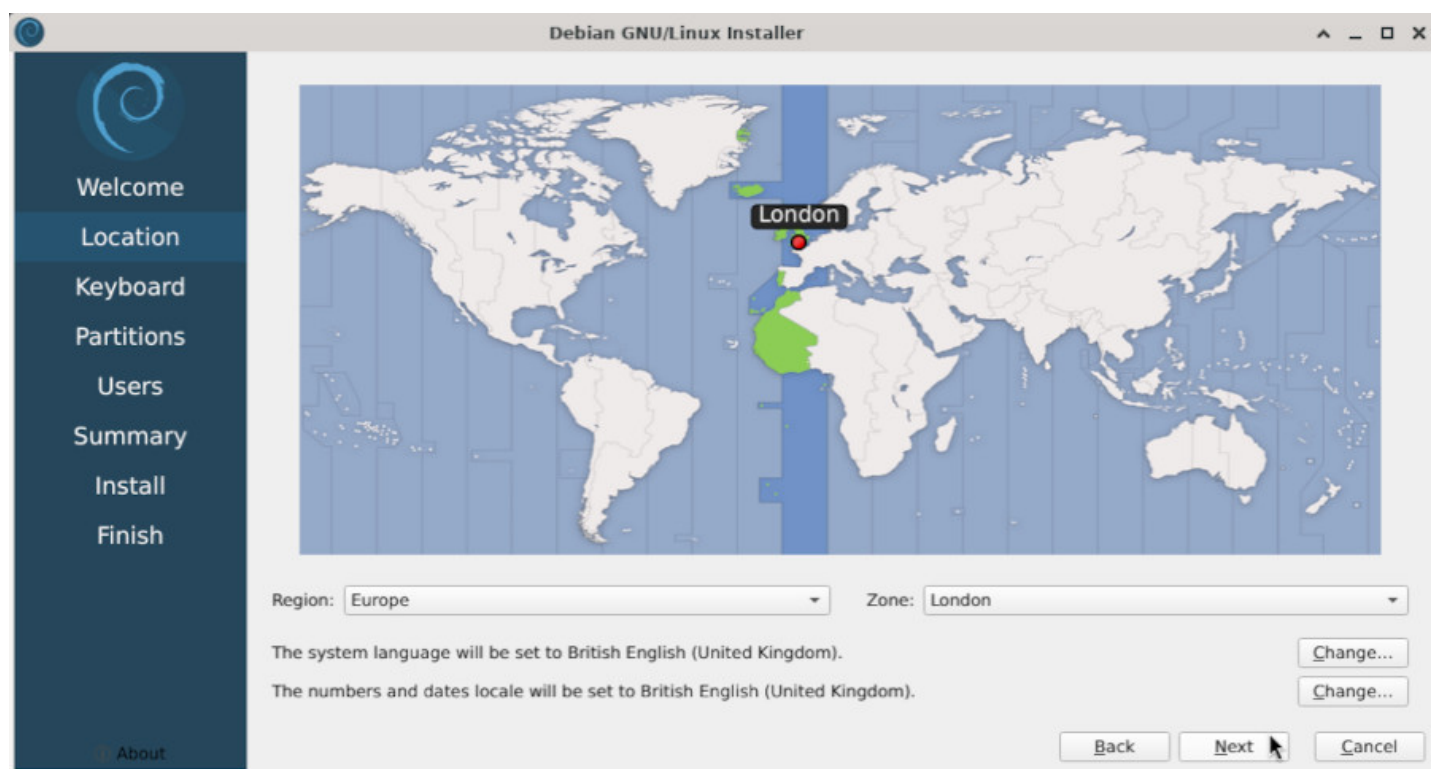 Debian GNU/Linux Installer
Welcome
Location
Keyboard
Partitions
Users
Summary
Install
Finish
About
London
Region: Europe Zone: London
The system language will be set to British English (United Kingdom). Change...
The numbers and dates locale will be set to British English (United Kingdom). Change...
Back Next Cancel